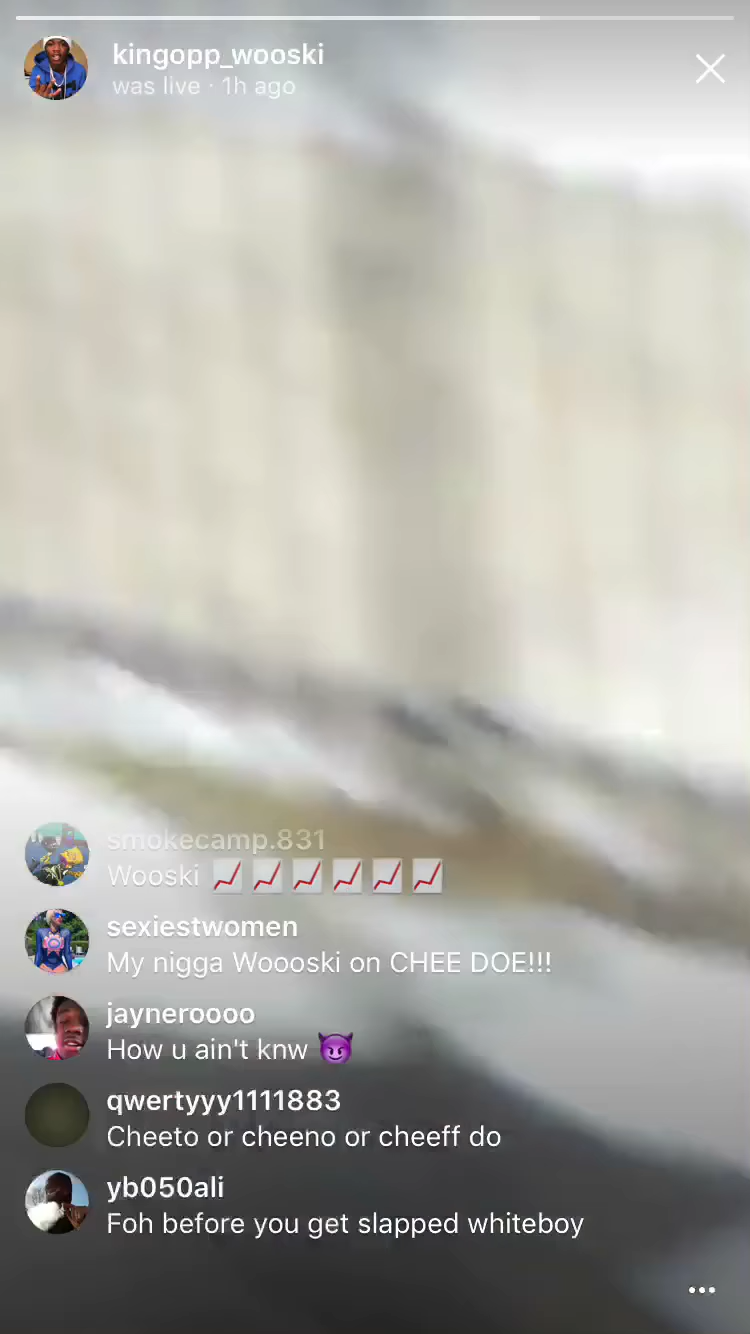 kingopp_wooski
was live · 1h ago
smokecamp.831
Wooski 📈📈📈📈📈📈
sexiestwomen
My nigga Woooski on CHEE DOE!!!
jayneroooo
How u ain't knw 😈
qwertyyy1111883
Cheeto or cheeno or cheeff do
yb050ali
Foh before you get slapped whiteboy